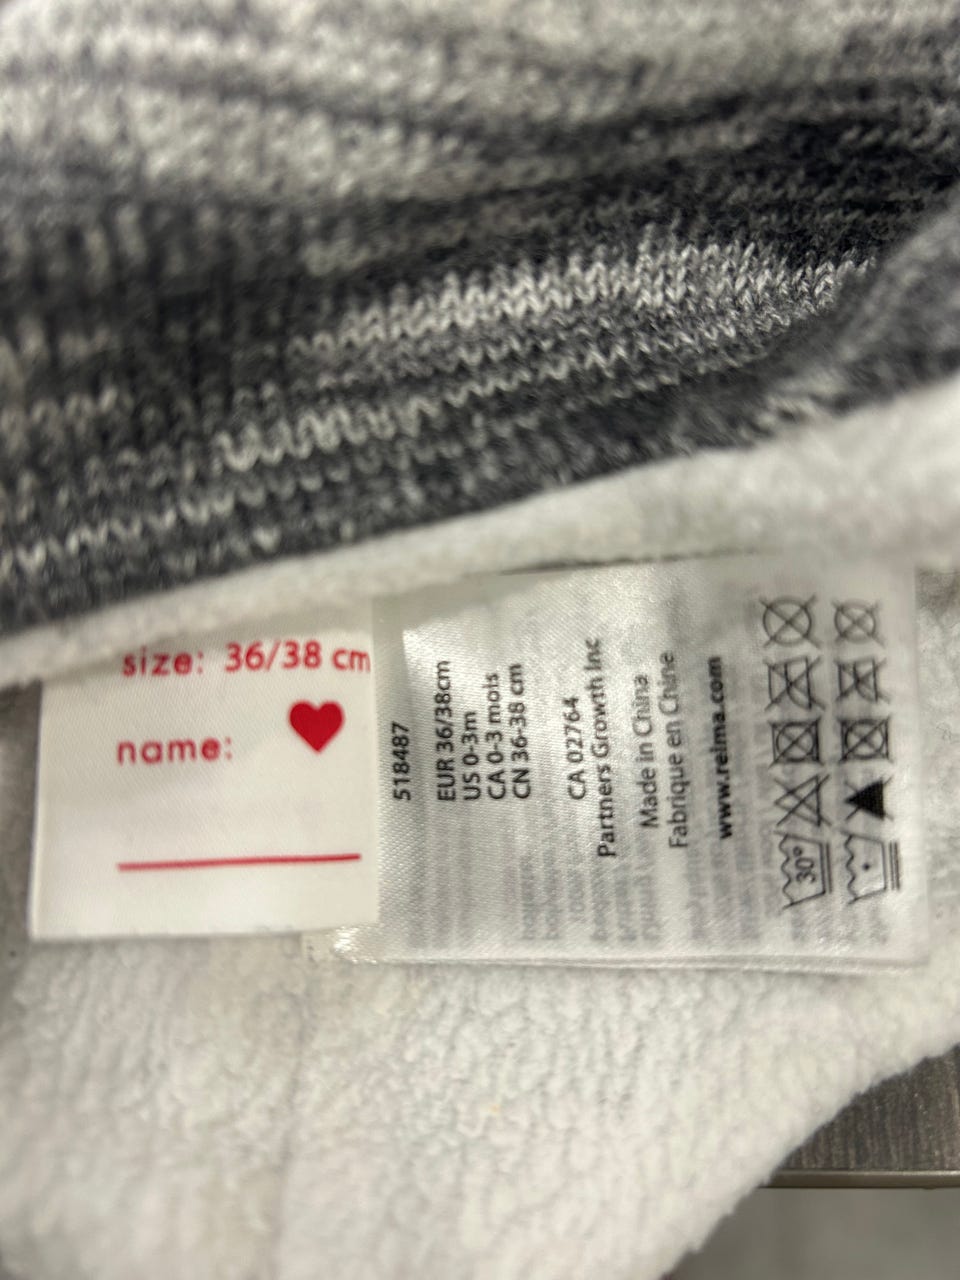 size: 36/38 cm
name:
518487
EUR 36/38cm
US 0-3m
CA 0-3 mois
CN 36-38 cm
CA 02764
Partners Growth Inc
Made in China
Fabriqué en Chine
www.reima.com
30°